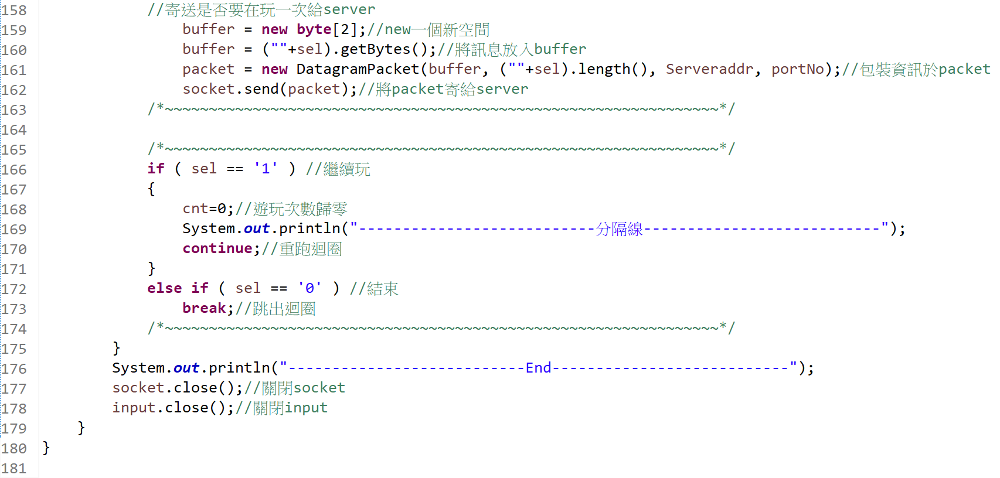 158 //寄送是否要在玩一次給server
159 buffer = new byte[2];//new一個新空間
160 buffer = (""+sel).getBytes();//將訊息放入buffer
161 packet = new DatagramPacket(buffer, (""+sel).length(), Serveraddr, portNo);//包裝資訊於packet
162 socket.send(packet);//將packet寄給server
163 /*~~~~~~~~~~~~~~~~~~~~~~~~~~~~~~~~~~~~~~~~~~~~~~~~~~~~~~~~~~~~~~~*/
164
165 /*~~~~~~~~~~~~~~~~~~~~~~~~~~~~~~~~~~~~~~~~~~~~~~~~~~~~~~~~~~~~~~~*/
166 if ( sel == '1' ) //繼續玩
167 {
168 cnt=0;//遊玩次數歸零
169 System.out.println("---------------------------分隔線---------------------------");
170 continue;//重跑迴圈
171 }
172 else if ( sel == '0' ) //結束
173 break;//跳出迴圈
174 /*~~~~~~~~~~~~~~~~~~~~~~~~~~~~~~~~~~~~~~~~~~~~~~~~~~~~~~~~~~~~~~~*/
175 }
176 System.out.println("---------------------------End---------------------------");
177 socket.close();//關閉socket
178 input.close();//關閉input
179 }
180 }
181